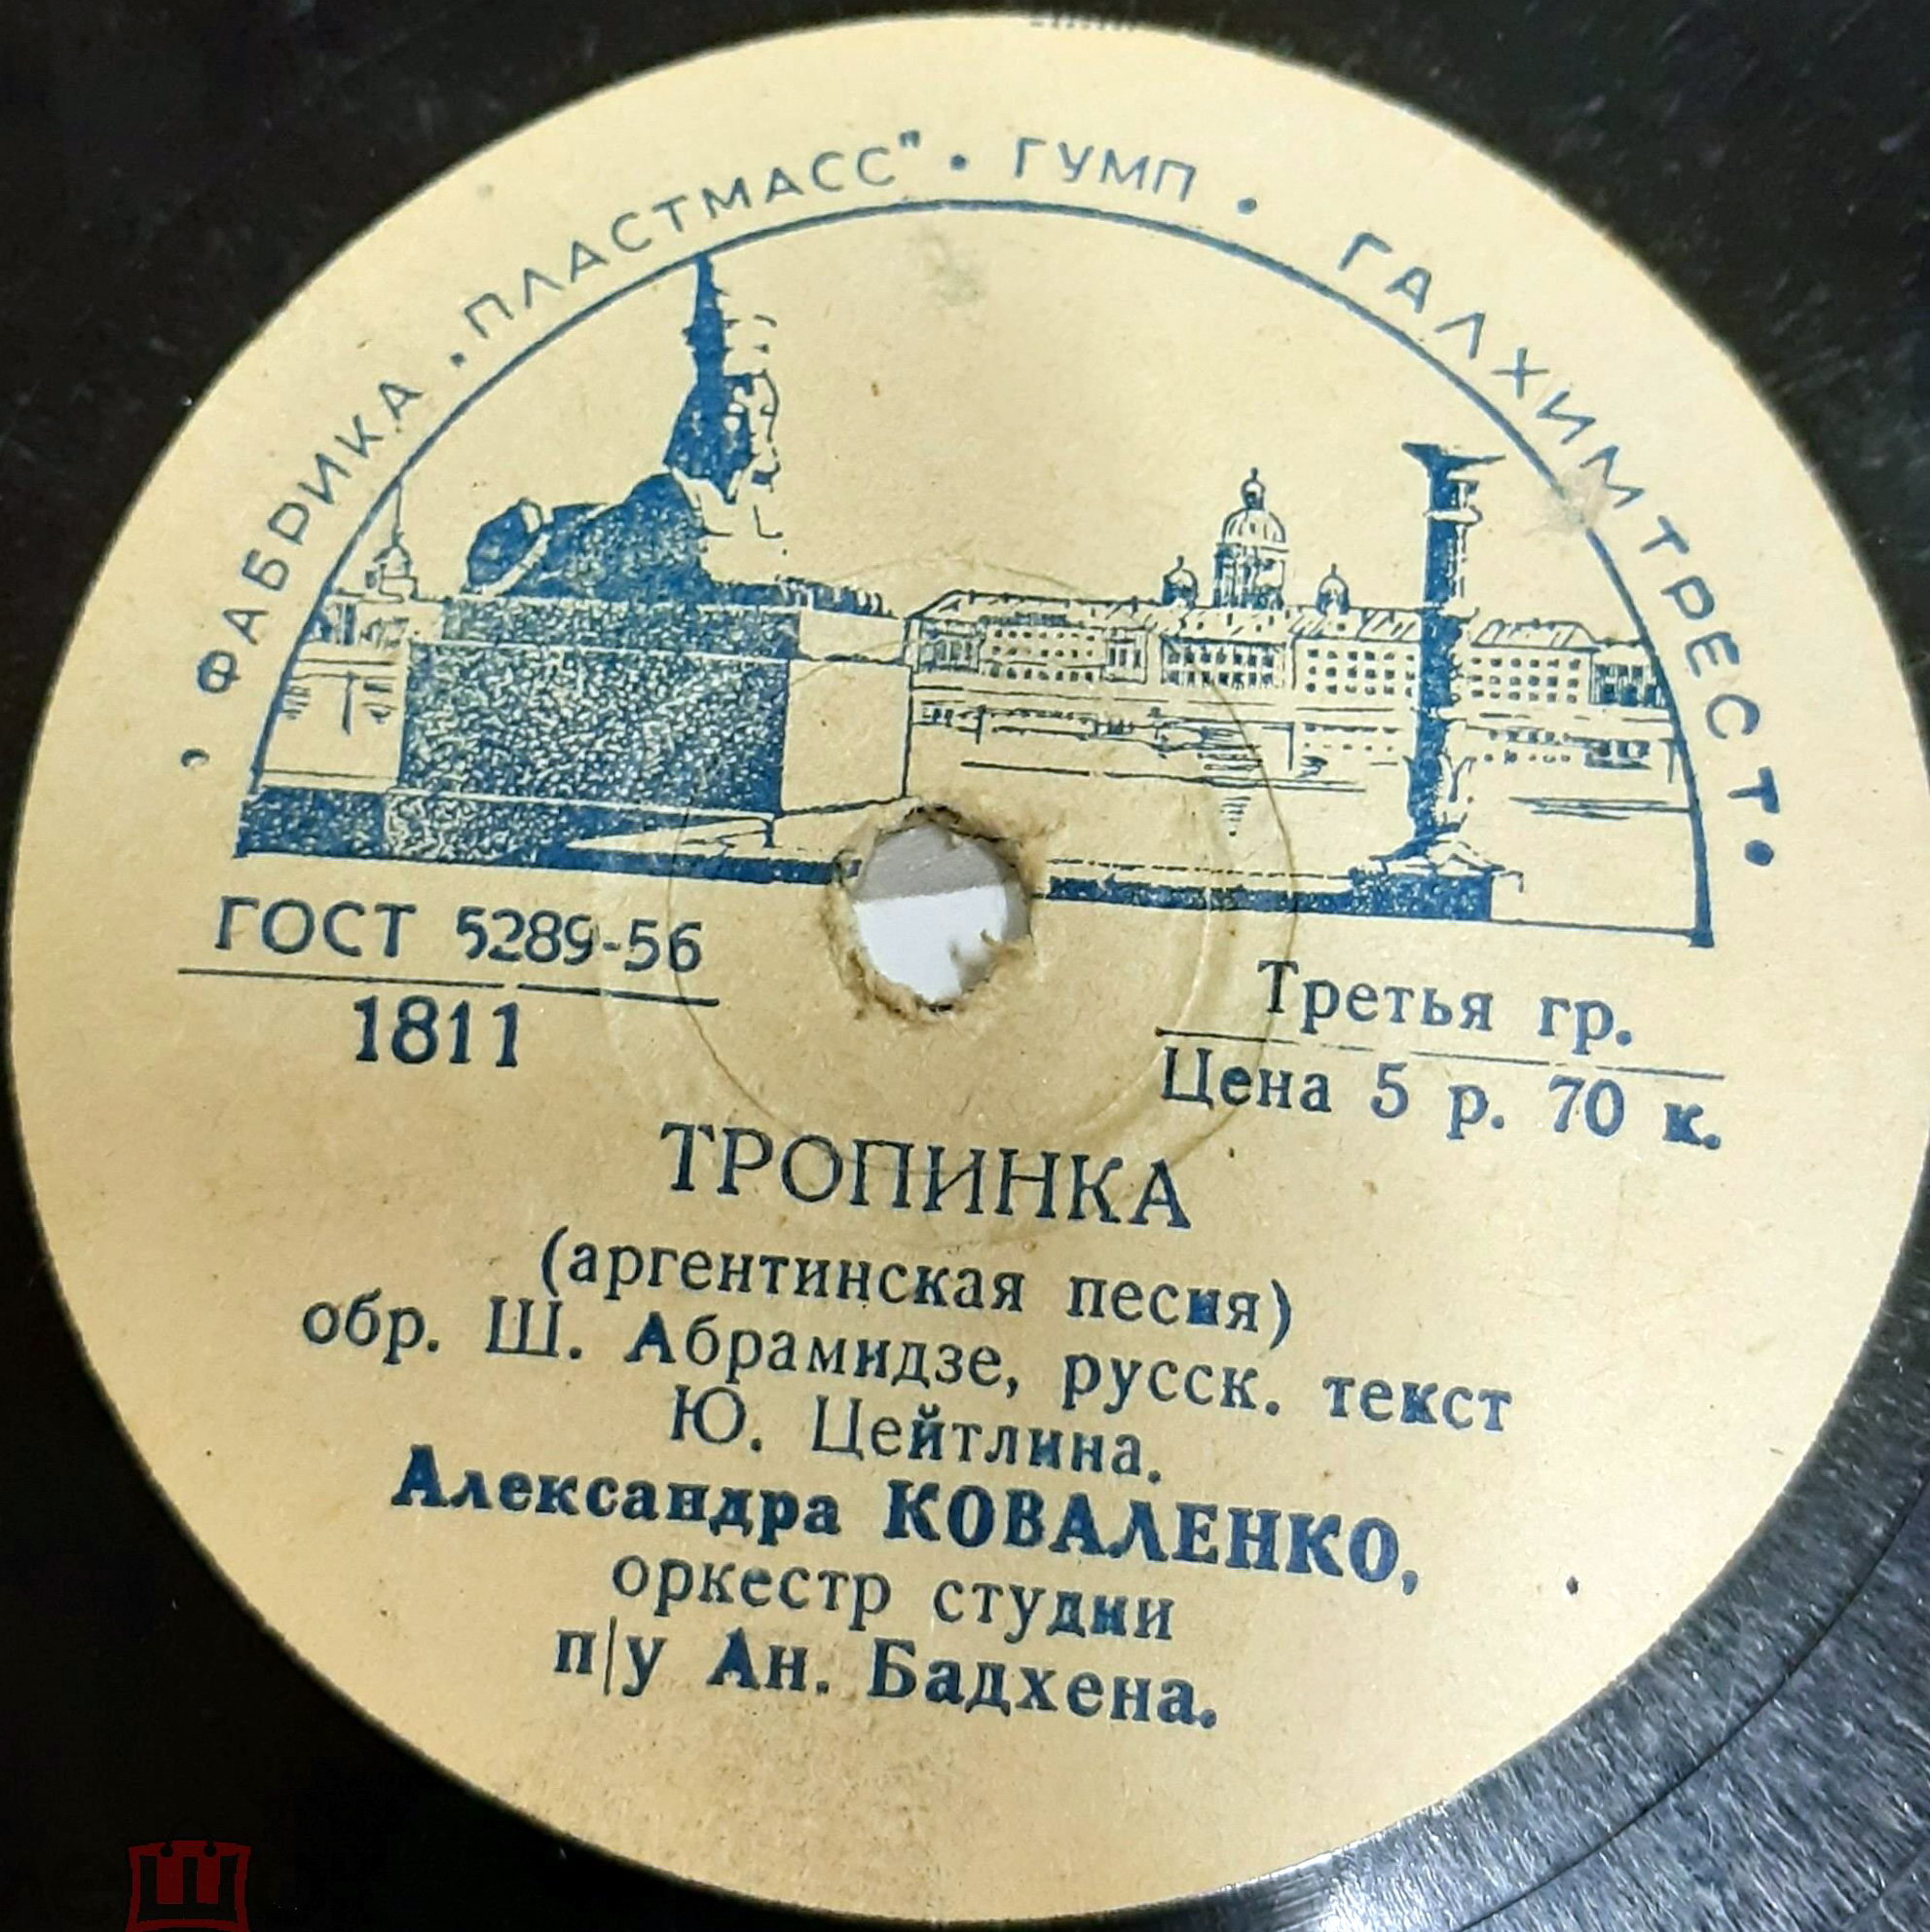 • ФАБРИКА „ПЛАСТМАСС" • ГУМП • ГАЛХИМТРЕСТ •
ГОСТ 5289-56
1811
Третья гр.
Цена 5 р. 70 к.
ТРОПИНКА
(аргентинская песня)
обр. Ш. Абрамидзе, русск. текст
Ю. Цейтлина.
Александра КОВАЛЕНКО,
оркестр студии
п/у Ан. Бадхена.